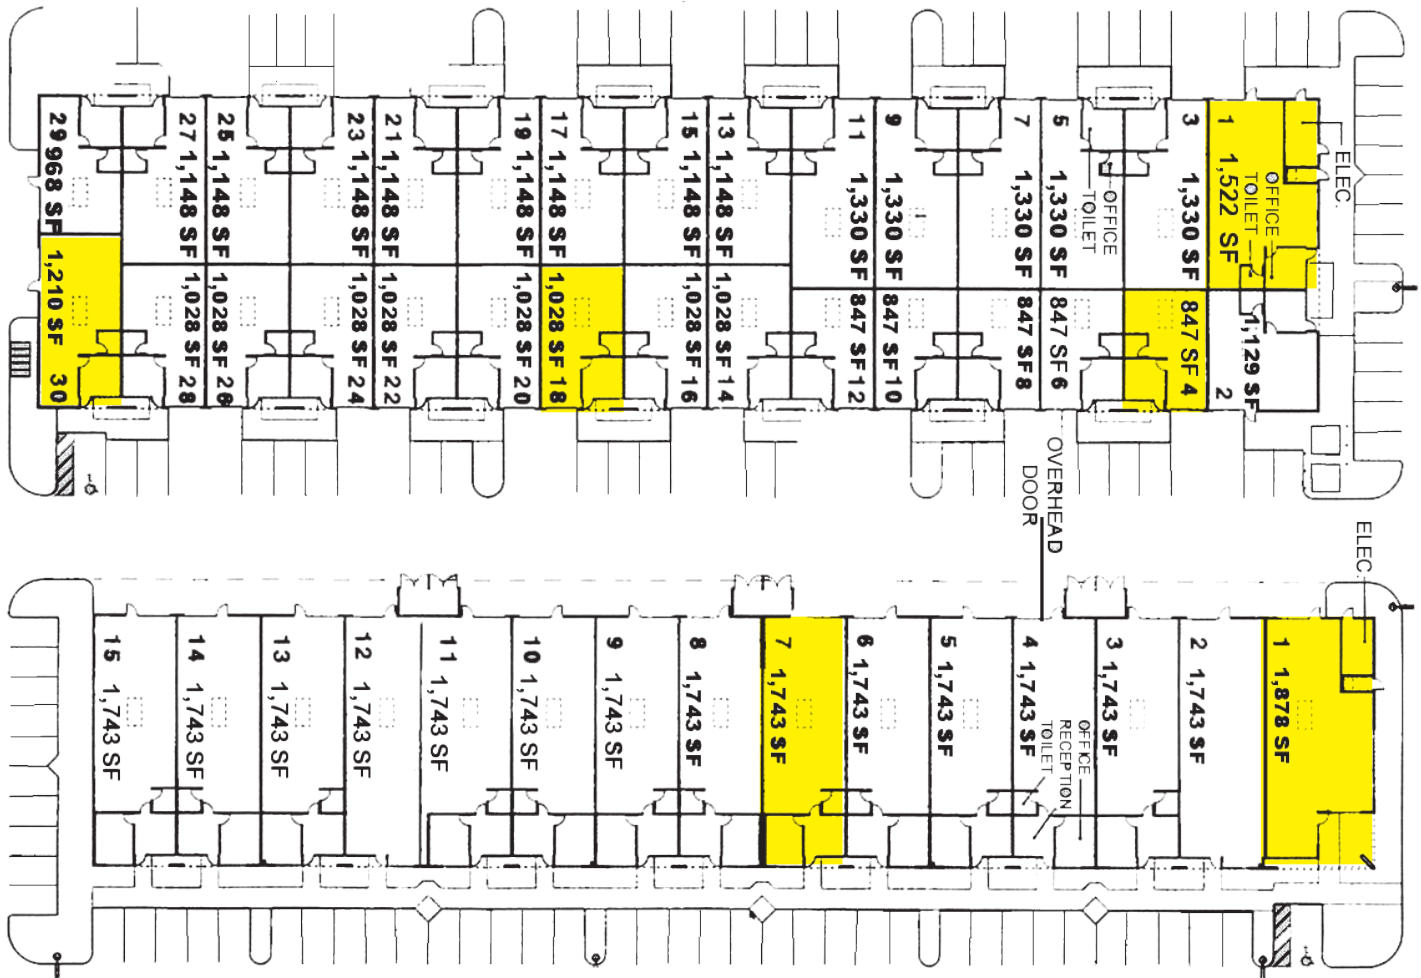 29 968 SF
27 1,148 SF
25 1,148 SF
23 1,148 SF
21 1,148 SF
19 1,148 SF
17 1,148 SF
15 1,148 SF
13 1,148 SF
11 1,330 SF
9 1,330 SF
7 1,330 SF
5 1,330 SF
OFFICE
TOILET
3 1,330 SF
1 1,522 SF
OFFICE
TOILET
ELEC.
1,210 SF 30
1,028 SF 28
1,028 SF 26
1,028 SF 24
1,028 SF 22
1,028 SF 20
1,028 SF 18
1,028 SF 16
1,028 SF 14
847 SF 12
847 SF 10
847 SF 8
847 SF 6
847 SF 4
1,129 SF
2
OVERHEAD
DOOR
ELEC
15 1,743 SF
14 1,743 SF
13 1,743 SF
12 1,743 SF
11 1,743 SF
10 1,743 SF
9 1,743 SF
8 1,743 SF
7 1,743 SF
6 1,743 SF
5 1,743 SF
4 1,743 SF
3 1,743 SF
2 1,743 SF
1 1,878 SF
OFFICE
RECEPTION
TOILET